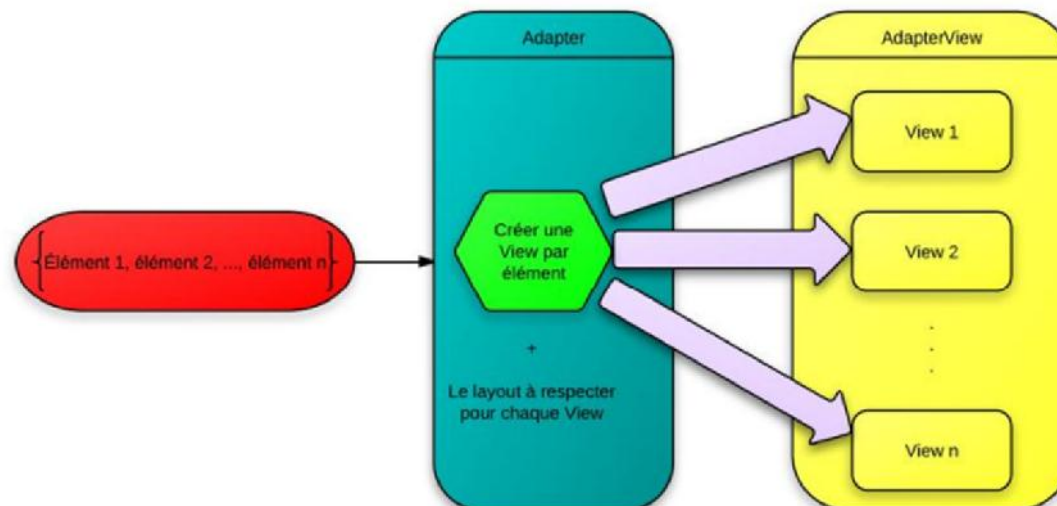 Adapter
AdapterView
{Élément 1, élément 2, ..., élément n}
Créer une
View par
élément
+
Le layout à respecter
pour chaque View
View 1
View 2
.
.
.
View n